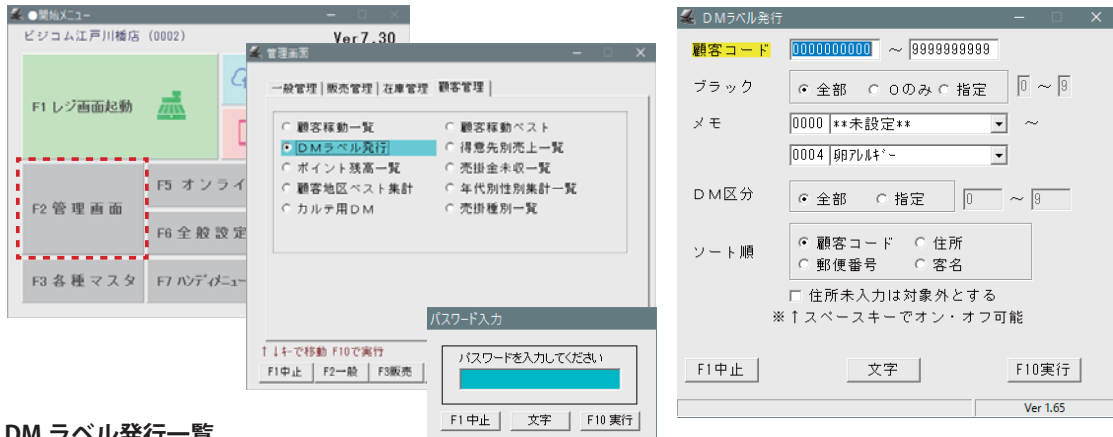 ●開始メニュー
ビジコム江戸川橋店 (0002)
Ver7.30
F1 レジ画面起動
F2 管理画面
F5 オンライ
F6 全般設定
F3 各種マスタ
F7 ハンディメニュー
管理画面
一般管理 販売管理 在庫管理 顧客管理
顧客稼動一覧
顧客稼動ベスト
DMラベル発行
得意先別売上一覧
ポイント残高一覧
売掛金未収一覧
顧客地区ベスト集計
年代別性別集計一覧
カルテ用DM
売掛種別一覧
↑↓キーで移動 F10で実行
F1中止
F2一般
F3販売
パスワード入力
パスワードを入力してください
F1 中止
文字
F10 実行
DMラベル発行
顧客コード 0000000000 ～ 9999999999
ブラック 全部 0のみ 指定 0 ～ 9
メモ 0000 **未設定** ～
0004 卵アレルギー
DM区分 全部 指定 0 ～ 9
ソート順 顧客コード 住所
郵便番号 客名
住所未入力は対象外とする
※↑スペースキーでオン・オフ可能
F1中止
文字
F10実行
Ver 1.65
DM ラベル発行一覧